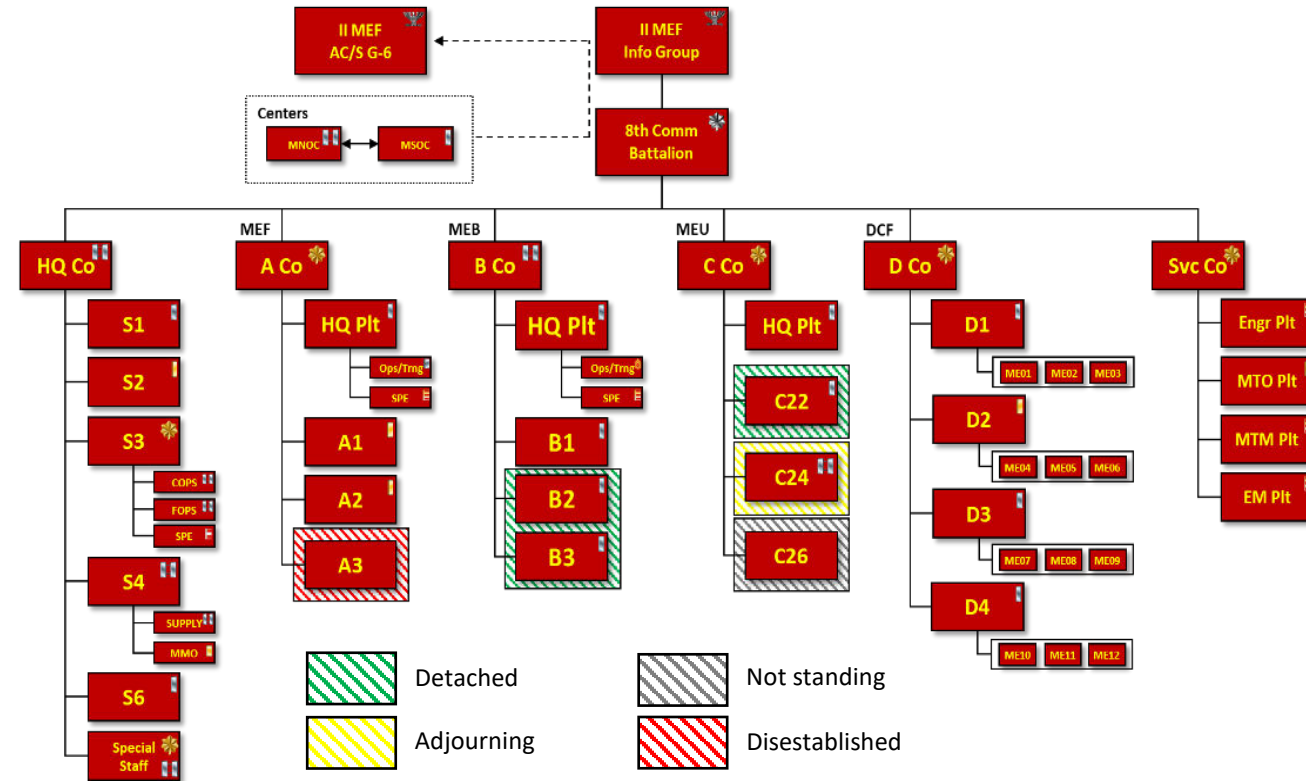 II MEF
AC/S G-6
II MEF
Info Group
Centers
MNOC
MSOC
8th Comm
Battalion
MEF
MEB
MEU
DCF
HQ Co
A Co
B Co
C Co
D Co
Svc Co
S1
S2
S3
COPS
FOPS
SPE
S4
SUPPLY
MMO
S6
Special
Staff
HQ Plt
Ops/Trng
SPE
A1
A2
A3
HQ Plt
Ops/Trng
SPE
B1
B2
B3
HQ Plt
C22
C24
C26
D1
ME01 ME02 ME03
D2
ME04 ME05 ME06
D3
ME07 ME08 ME09
D4
ME10 ME11 ME12
Engr Plt
MTO Plt
MTM Plt
EM Plt
Detached
Not standing
Adjourning
Disestablished